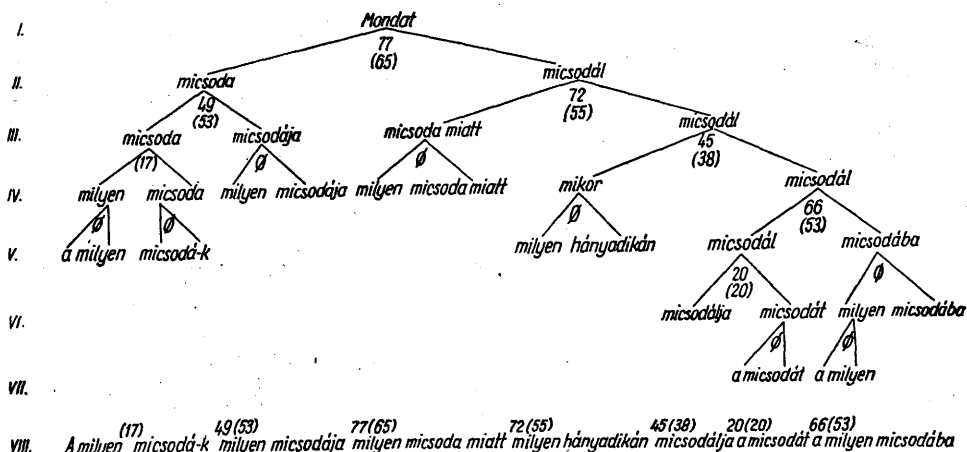 I. Mondat
77
(65)
II. micsoda micsodál
49 72
(53) (55)
III. micsoda micsodája micsoda miatt micsodál
(17) Ø Ø 45
(38)
IV. milyen micsoda milyen micsodája milyen micsoda miatt mikor micsodál
Ø Ø Ø 66
(53)
V. a milyen micsodá-k milyen hányadikán micsodál micsodába
20 Ø
(20)
VI. micsodálja micsodát milyen micsodába
Ø Ø
VII. a micsodát a milyen
(17) 49(53) 77(65) 72(55) 45(38) 20(20) 66(53)
VIII. A milyen micsodá-k milyen micsodája milyen micsoda miatt milyen hányadikán micsodálja a micsodát a milyen micsodába